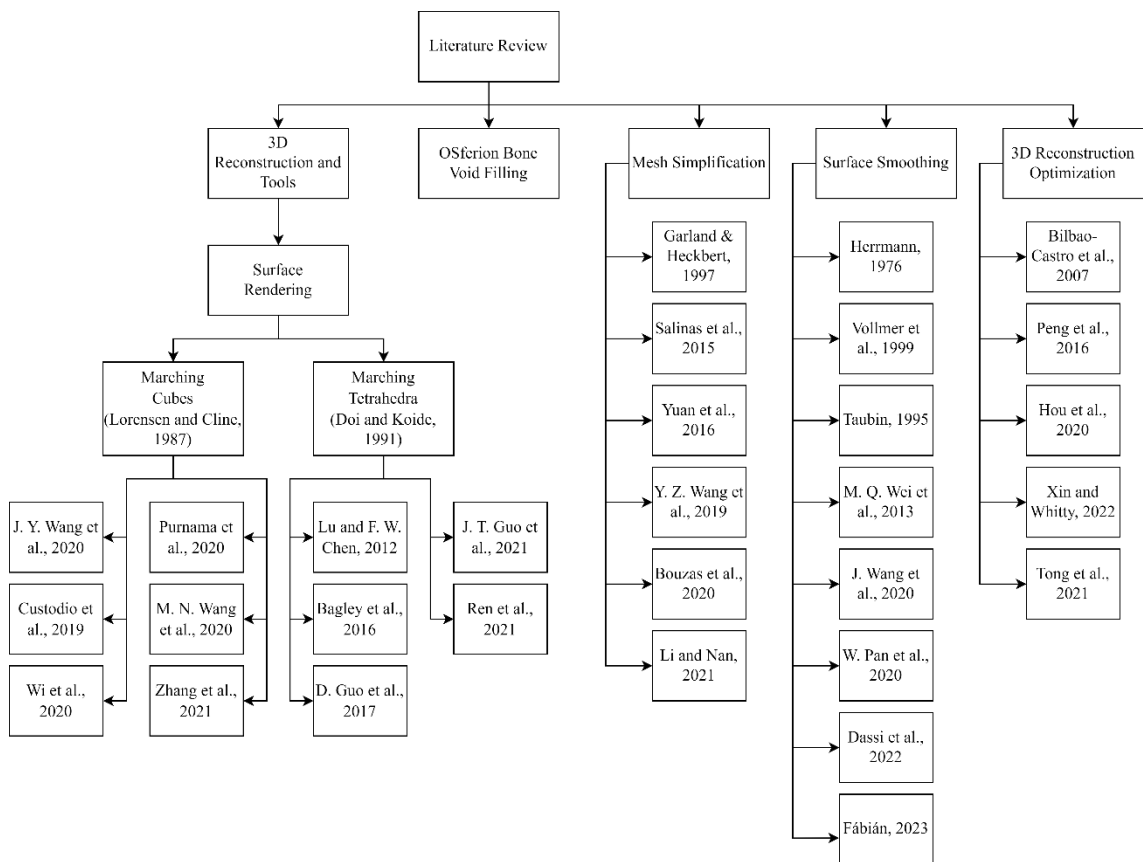 Literature Review
3D
Reconstruction and
Tools
OSferion Bone
Void Filling
Mesh Simplification
Surface Smoothing
3D Reconstruction
Optimization
Surface
Rendering
Marching
Cubes
(Lorensen and Cline,
1987)
Marching
Tetrahedra
(Doi and Koide,
1991)
J. Y. Wang et
al., 2020
Purnama et
al., 2020
Lu and F. W.
Chen, 2012
J. T. Guo et
al., 2021
Custodio et
al., 2019
M. N. Wang
et al., 2020
Bagley et al.,
2016
Ren et al.,
2021
Wi et al.,
2020
Zhang et al.,
2021
D. Guo et al.,
2017
Garland &
Heckbert,
1997
Salinas et al.,
2015
Yuan et al.,
2016
Y. Z. Wang et
al., 2019
Bouzas et al.,
2020
Li and Nan,
2021
Herrmann,
1976
Vollmer et
al., 1999
Taubin, 1995
M. Q. Wei et
al., 2013
J. Wang et
al., 2020
W. Pan et al.,
2020
Dassi et al.,
2022
Fábián, 2023
Bilbao-
Castro et al.,
2007
Peng et al.,
2016
Hou et al.,
2020
Xin and
Whitty, 2022
Tong et al.,
2021